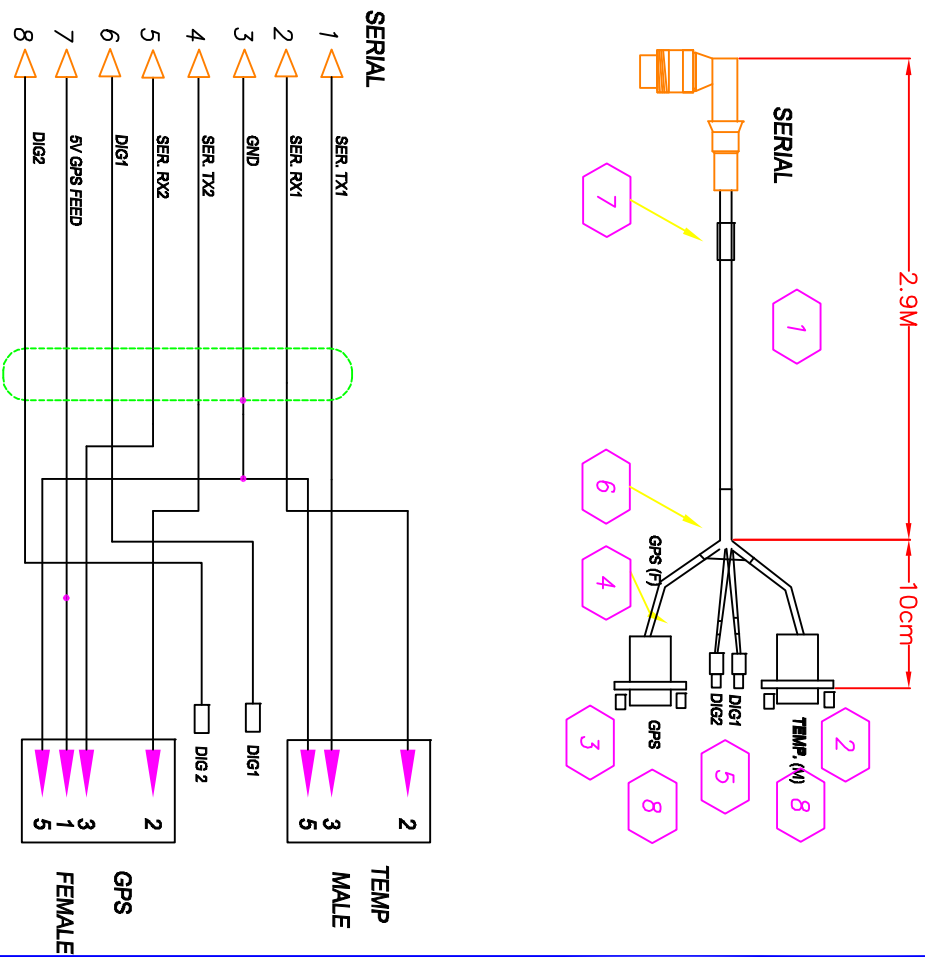 SERIAL
2.9M
10cm
7
1
6
GPS (F)
4
DIG1
DIG2
GPS
TEMP, (M)
2
3
5
8
8
SERIAL
1
2
3
4
5
6
7
8
SER. TX1
SER. RX1
GND
SER. TX2
SER. RX2
DIG1
5V GPS FEED
DIG2
DIG1
DIG 2
2
3
5
TEMP
MALE
2
3
1
5
GPS
FEMALE